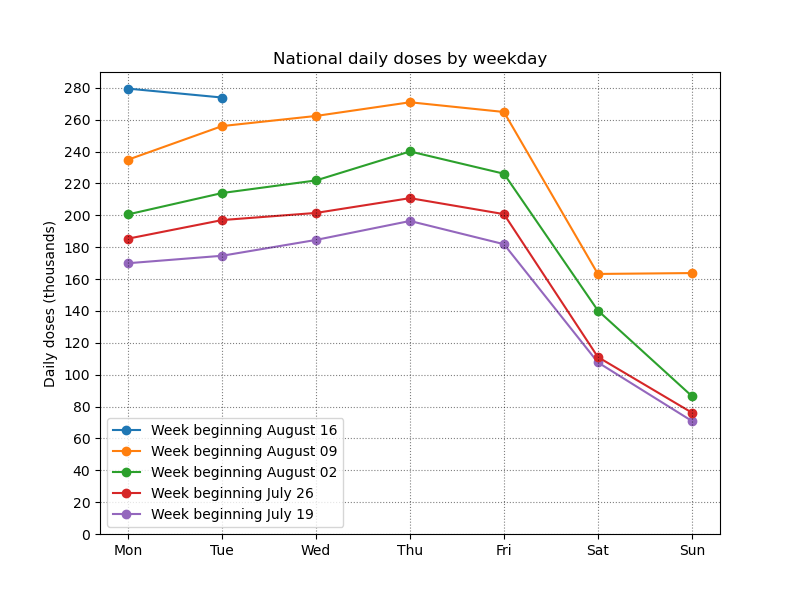 National daily doses by weekday
Daily doses (thousands)
280
260
240
220
200
180
160
140
120
100
80
60
40
20
0
Week beginning August 16
Week beginning August 09
Week beginning August 02
Week beginning July 26
Week beginning July 19
Mon Tue Wed Thu Fri Sat Sun